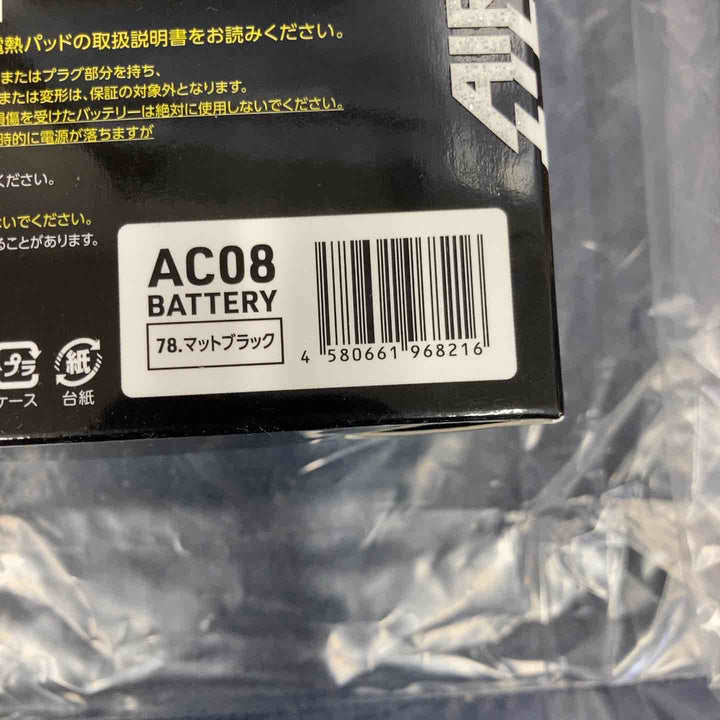 電熱パッドの取扱説明書をお読みください。
またはプラグ部分を持ち、
または変形は、保証の対象外となります。
損傷を受けたバッテリーは絶対に使用しないでください。
時的に電源が落ちますが
ください。
いでください。
ることがあります。
AIR
AC08
BATTERY
78.マットブラック
4 580661 968216
プラ
紙
ケース
台紙